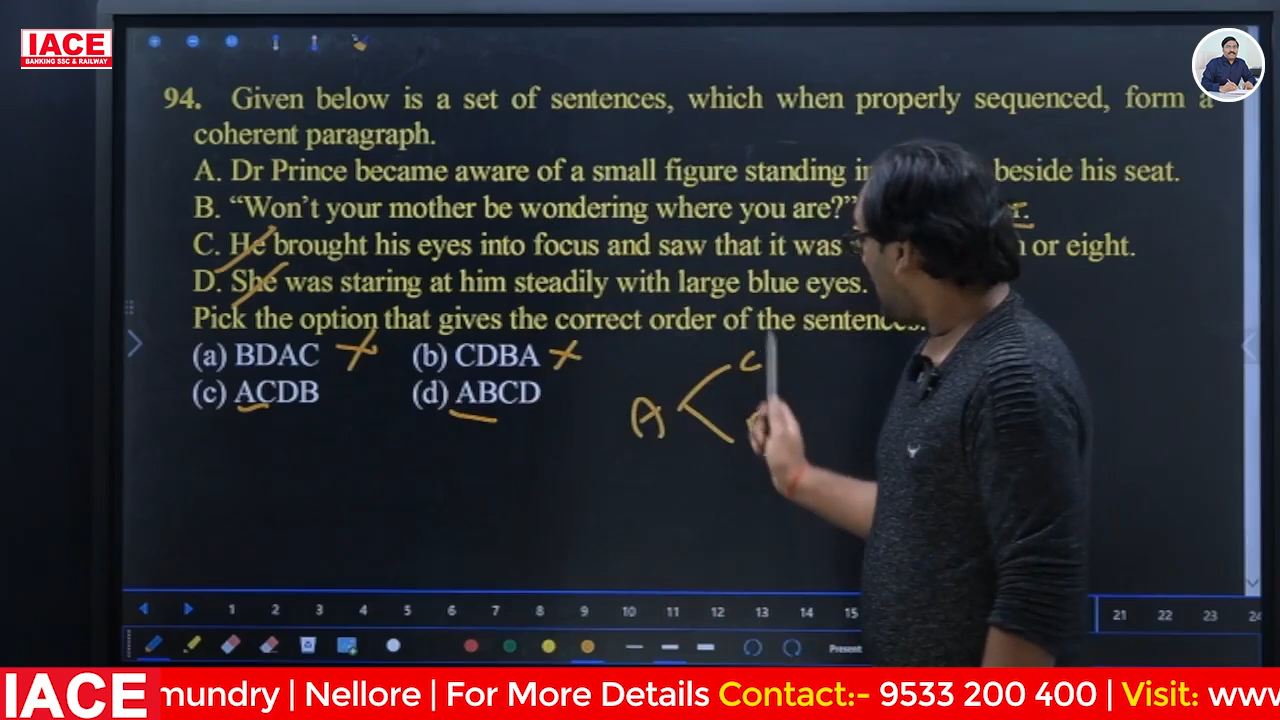 IACE
BANKING SSC & RAILWAY
94. Given below is a set of sentences, which when properly sequenced, form a
coherent paragraph.
A. Dr Prince became aware of a small figure standing in beside his seat.
B. “Won’t your mother be wondering where you are?”
C. He brought his eyes into focus and saw that it was or eight.
D. She was staring at him steadily with large blue eyes.
Pick the option that gives the correct order of the sentences.
(a) BDAC (b) CDBA
(c) ACDB (d) ABCD
A C
1 2 3 4 5 6 7 8 9 10 11 12 13 14 15 21 22 23
Present
IACE mundry | Nellore | For More Details Contact:- 9533 200 400 | Visit: www